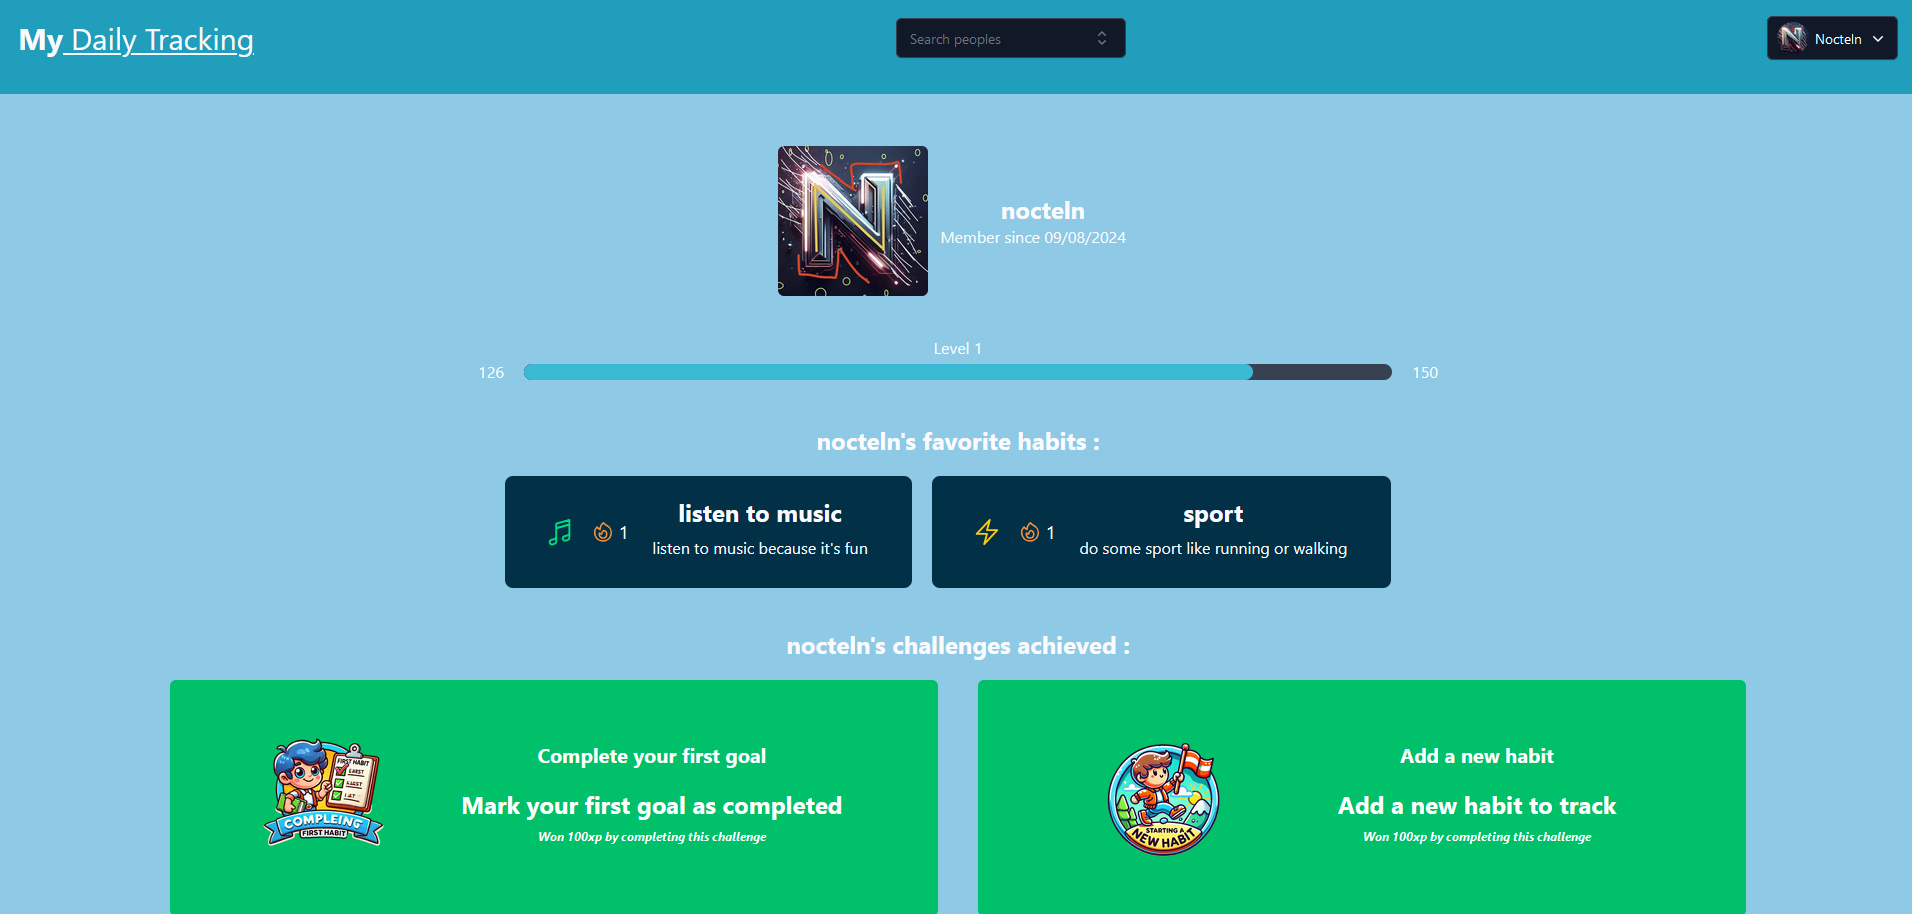 My Daily Tracking
Search peoples
Nocteln
nocteln
Member since 09/08/2024
Level 1
126
150
nocteln's favorite habits :
listen to music
1
listen to music because it's fun
sport
1
do some sport like running or walking
nocteln's challenges achieved :
Complete your first goal
Mark your first goal as completed
Won 100xp by completing this challenge
FIRST HABIT
COMPLEING
FIRST HABIT
Add a new habit
Add a new habit to track
Won 100xp by completing this challenge
STARTING A
NEW HABIT